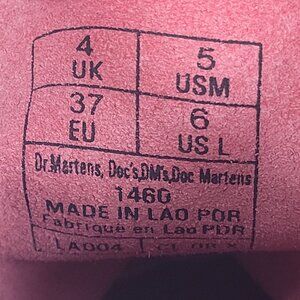 4 5
UK USM
37 6
EU US L
Dr.Martens, Doc's,DM's,Doc Martens
1460
MADE IN LAO PDR
Fabriqué en Lao PDR
LA004